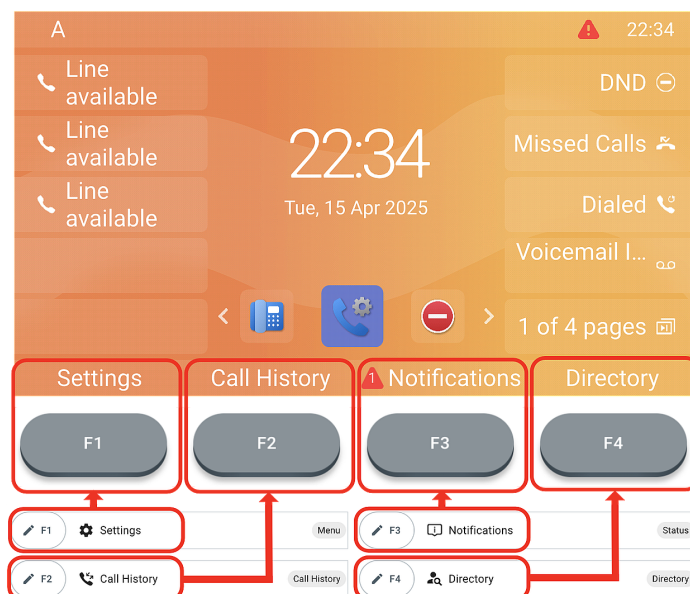 A
22:34
Line
available
DND
Line
available
22:34
Missed Calls
Line
available
Tue, 15 Apr 2025
Dialed
Voicemail I...
1 of 4 pages
Settings
Call History
1 Notifications
Directory
F1
F2
F3
F4
F1 Settings Menu
F3 Notifications Status
F2 Call History Call History
F4 Directory Directory